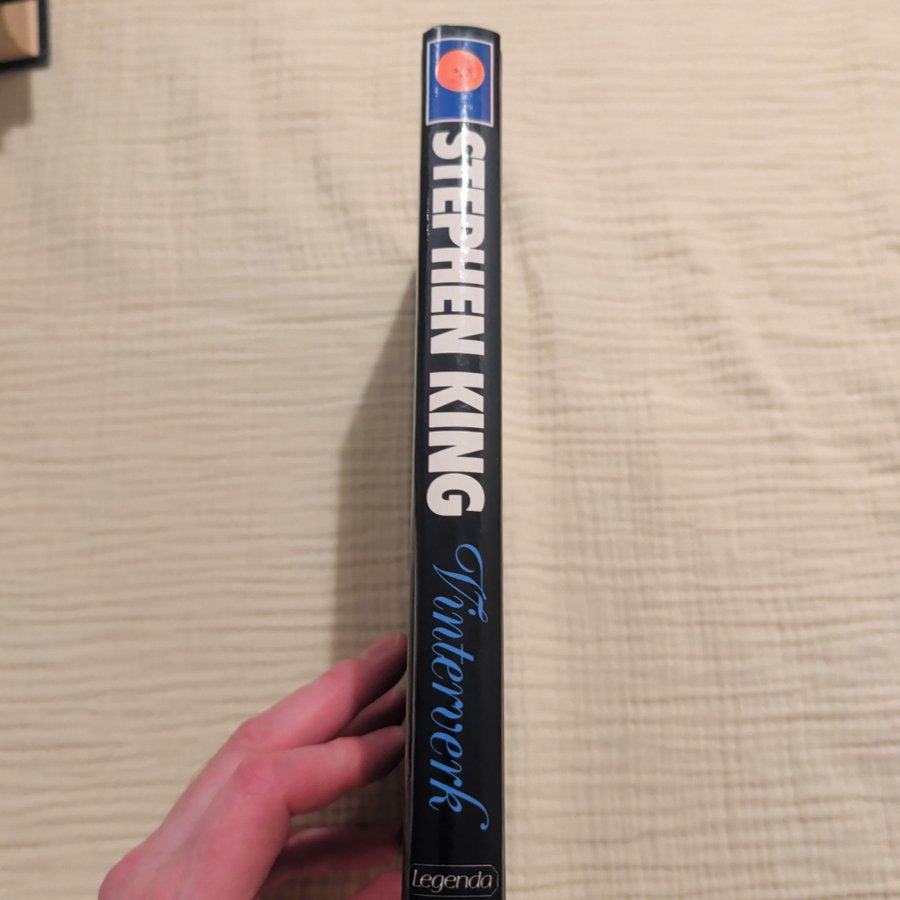 STEPHEN KING
Vinterverk
Legenda